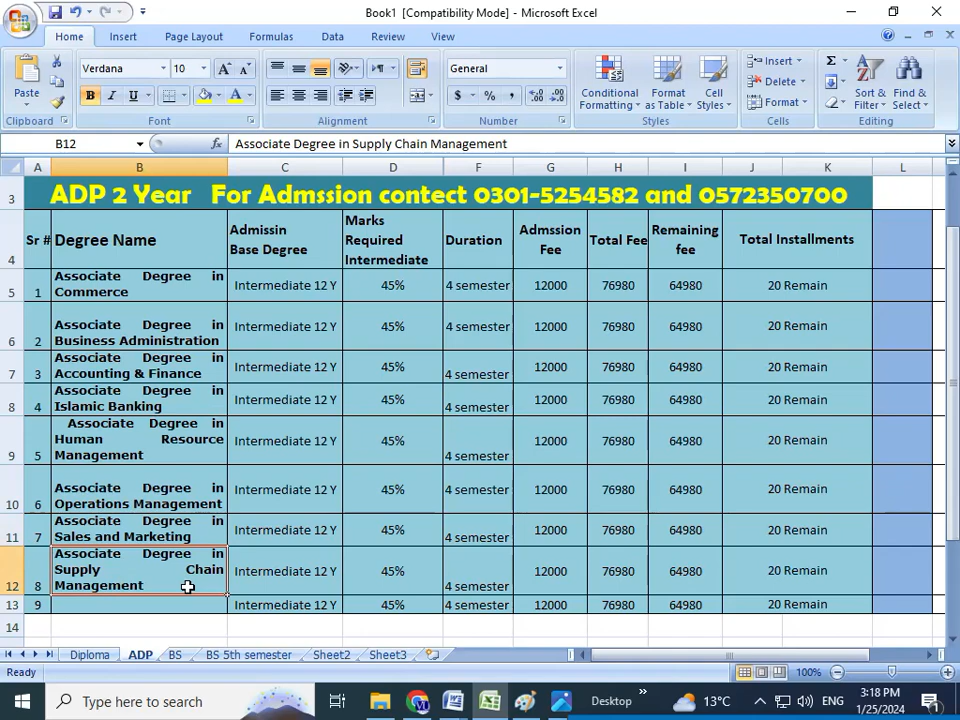 Book1 [Compatibility Mode] - Microsoft Excel
Home Insert Page Layout Formulas Data Review View
Paste
Verdana 10
B I U
General
$ % ,
Conditional Formatting
Format as Table
Cell Styles
Insert
Delete
Format
Sort & Filter
Find & Select
Clipboard Font Alignment Number Styles Cells Editing
B12 fx Associate Degree in Supply Chain Management
A B C D F G H I J K L
3 ADP 2 Year For Admssion contect 0301-5254582 and 0572350700
4 Sr # Degree Name Admissin Base Degree Marks Required Intermediate Duration Admssion Fee Total Fee Remaining fee Total Installments
5 1 Associate Degree in Commerce Intermediate 12 Y 45% 4 semester 12000 76980 64980 20 Remain
6 2 Associate Degree in Business Administration Intermediate 12 Y 45% 4 semester 12000 76980 64980 20 Remain
7 3 Associate Degree in Accounting & Finance Intermediate 12 Y 45% 4 semester 12000 76980 64980 20 Remain
8 4 Associate Degree in Islamic Banking Intermediate 12 Y 45% 4 semester 12000 76980 64980 20 Remain
9 5 Associate Degree in Human Resource Management Intermediate 12 Y 45% 4 semester 12000 76980 64980 20 Remain
10 6 Associate Degree in Operations Management Intermediate 12 Y 45% 4 semester 12000 76980 64980 20 Remain
11 7 Associate Degree in Sales and Marketing Intermediate 12 Y 45% 4 semester 12000 76980 64980 20 Remain
12 8 Associate Degree in Supply Chain Management Intermediate 12 Y 45% 4 semester 12000 76980 64980 20 Remain
13 9 Intermediate 12 Y 45% 4 semester 12000 76980 64980 20 Remain
14
Diploma ADP BS BS 5th semester Sheet2 Sheet3
Ready 100%
Type here to search Desktop 13°C ENG 3:18 PM
1/25/2024 1